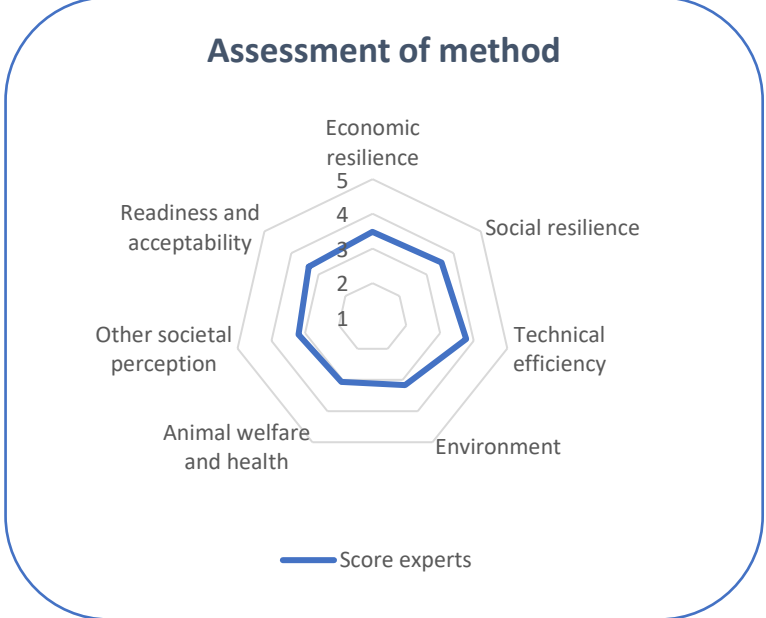 Assessment of method
Economic
resilience
5
4
3
2
1
Readiness and
acceptability
Social resilience
Other societal
perception
Technical
efficiency
Animal welfare
and health
Environment
Score experts